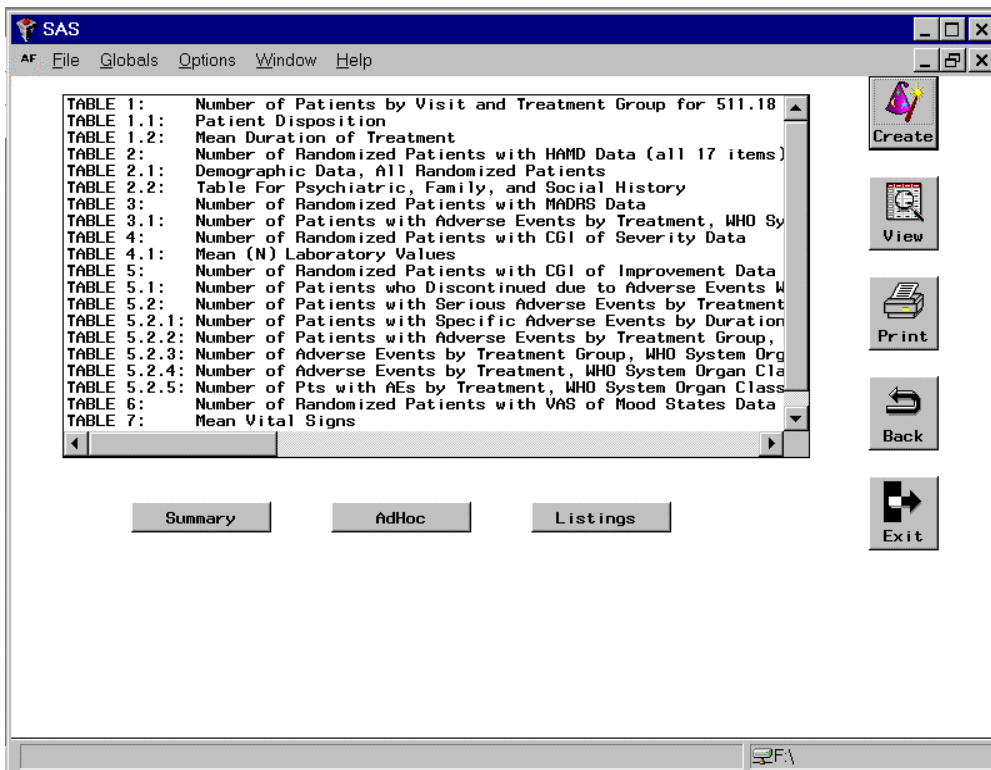 SAS
AF File Globals Options Window Help
TABLE 1: Number of Patients by Visit and Treatment Group for 511.18
TABLE 1.1: Patient Disposition
TABLE 1.2: Mean Duration of Treatment
TABLE 2: Number of Randomized Patients with HAMD Data (all 17 items)
TABLE 2.1: Demographic Data, All Randomized Patients
TABLE 2.2: Table For Psychiatric, Family, and Social History
TABLE 3: Number of Randomized Patients with MADRS Data
TABLE 3.1: Number of Patients with Adverse Events by Treatment, WHO Sy
TABLE 4: Number of Randomized Patients with CGI of Severity Data
TABLE 4.1: Mean (N) Laboratory Values
TABLE 5: Number of Randomized Patients with CGI of Improvement Data
TABLE 5.1: Number of Patients who Discontinued due to Adverse Events W
TABLE 5.2: Number of Patients with Serious Adverse Events by Treatment
TABLE 5.2.1: Number of Patients with Specific Adverse Events by Duration
TABLE 5.2.2: Number of Patients with Adverse Events by Treatment Group,
TABLE 5.2.3: Number of Adverse Events by Treatment Group, WHO System Org
TABLE 5.2.4: Number of Adverse Events by Treatment, WHO System Organ Cla
TABLE 5.2.5: Number of Pts with AEs by Treatment, WHO System Organ Class
TABLE 6: Number of Randomized Patients with VAS of Mood States Data
TABLE 7: Mean Vital Signs
Create
View
Print
Back
Exit
Summary AdHoc Listings
F:\